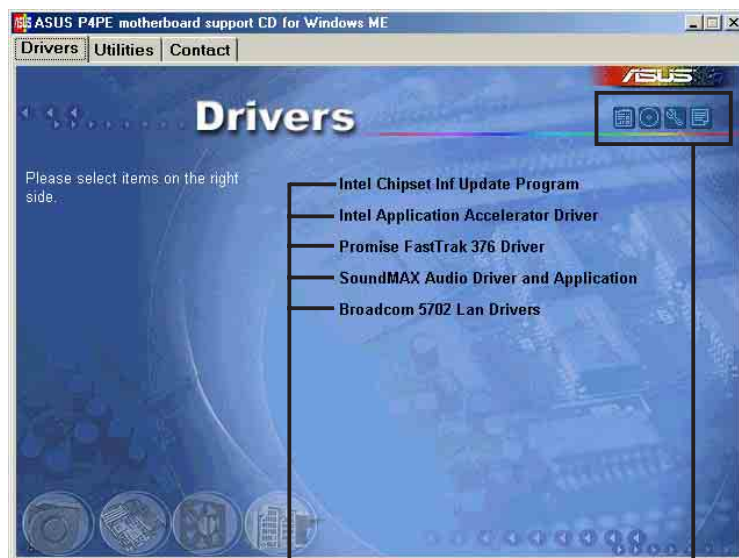 ASUS P4PE motherboard support CD for Windows ME
Drivers Utilities Contact
ASUS
Drivers
Please select items on the right
side.
Intel Chipset Inf Update Program
Intel Application Accelerator Driver
Promise FastTrak 376 Driver
SoundMAX Audio Driver and Application
Broadcom 5702 Lan Drivers